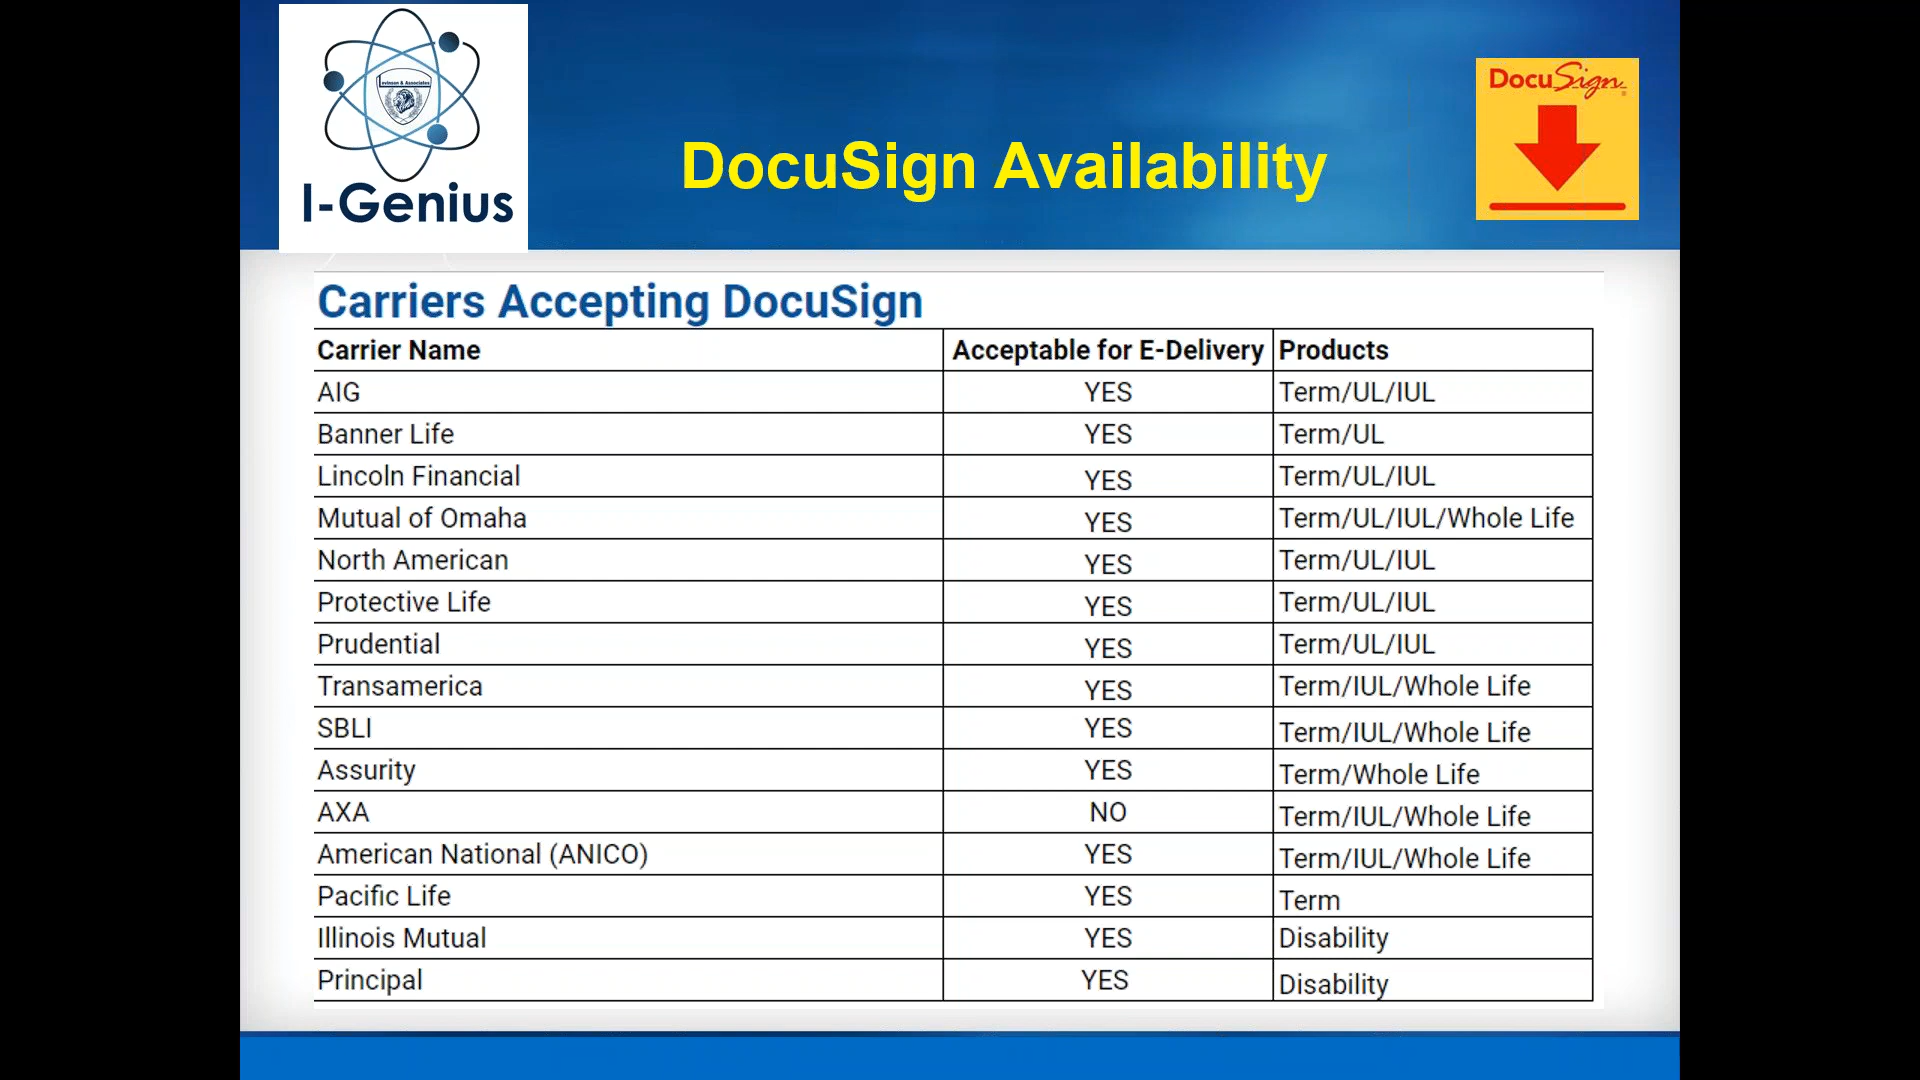 Levinson & Associates
I-Genius
DocuSign Availability
DocuSign
Carriers Accepting DocuSign
Carrier Name Acceptable for E-Delivery Products
AIG YES Term/UL/IUL
Banner Life YES Term/UL
Lincoln Financial YES Term/UL/IUL
Mutual of Omaha YES Term/UL/IUL/Whole Life
North American YES Term/UL/IUL
Protective Life YES Term/UL/IUL
Prudential YES Term/UL/IUL
Transamerica YES Term/IUL/Whole Life
SBLI YES Term/IUL/Whole Life
Assurity YES Term/Whole Life
AXA NO Term/IUL/Whole Life
American National (ANICO) YES Term/IUL/Whole Life
Pacific Life YES Term
Illinois Mutual YES Disability
Principal YES Disability